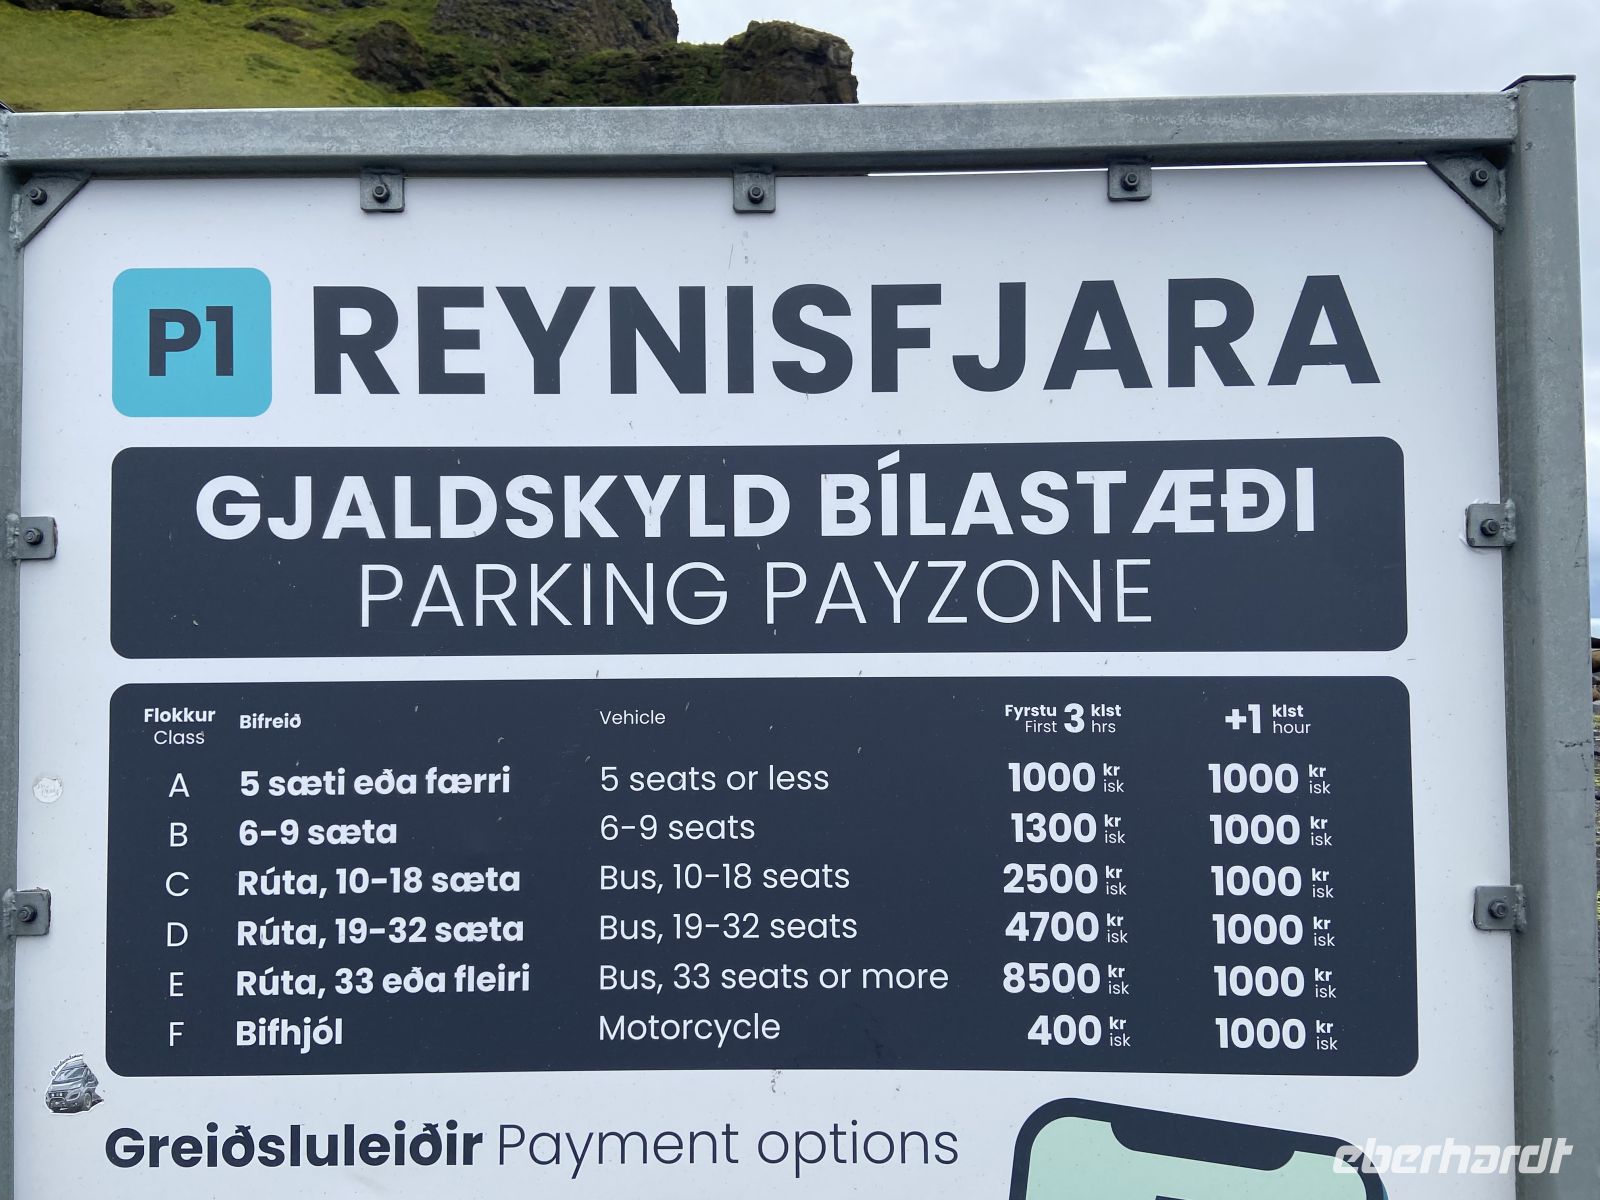 P1 REYNISFJARA
GJALDSKYLD BÍLASTÆÐI
PARKING PAYZONE
Flokkur Bifreið Vehicle Fyrstu 3 klst +1 klst
Class First hrs hour
A 5 sæti eða færri 5 seats or less 1000 kr isk 1000 kr isk
B 6-9 sæta 6-9 seats 1300 kr isk 1000 kr isk
C Rúta, 10-18 sæta Bus, 10-18 seats 2500 kr isk 1000 kr isk
D Rúta, 19-32 sæta Bus, 19-32 seats 4700 kr isk 1000 kr isk
E Rúta, 33 eða fleiri Bus, 33 seats or more 8500 kr isk 1000 kr isk
F Bifhjól Motorcycle 400 kr isk 1000 kr isk
Greiðsluleiðir Payment options
eberhardt